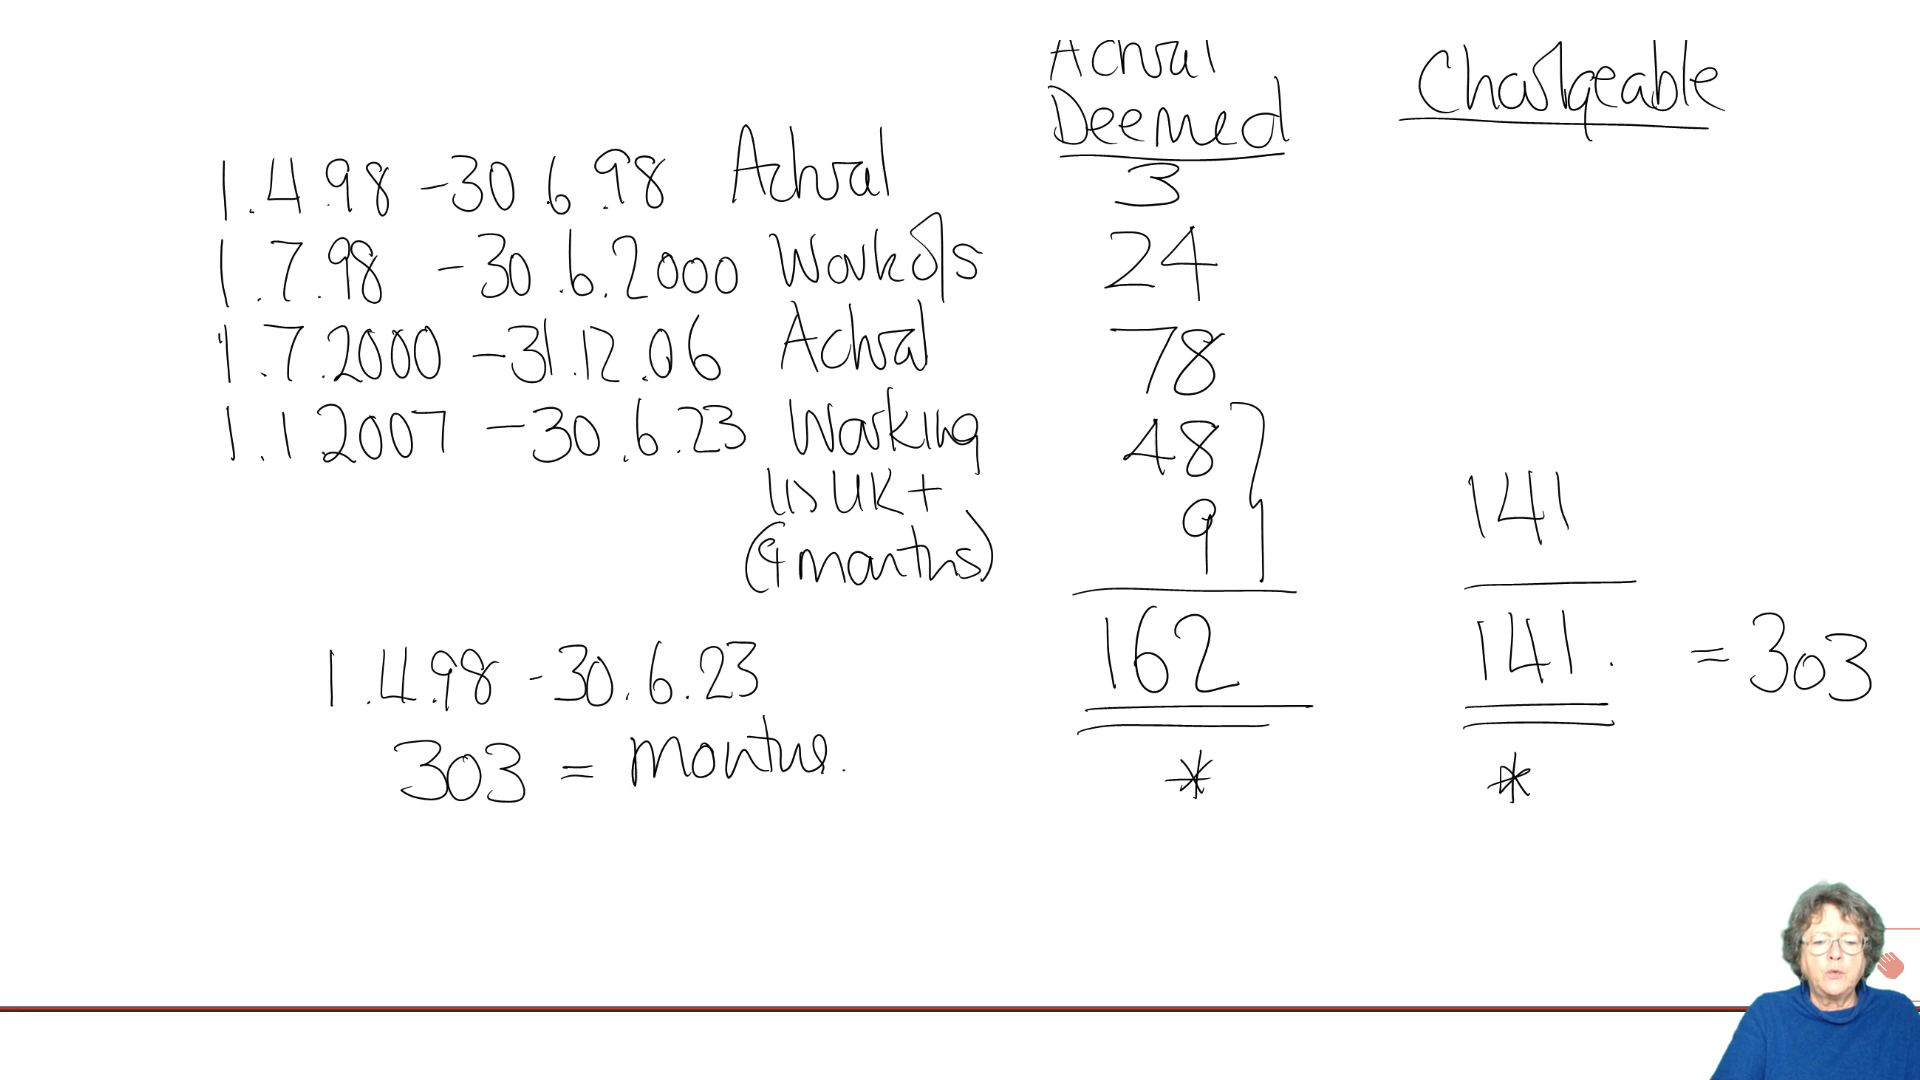 Actual
Deemed Chargeable
1.4.98 - 30.6.98 Actual 3
1.7.98 - 30.6.2000 Work o/s 24
1.7.2000 - 31.12.06 Actual 78
1.1 2007 - 30.6.23 Working 48
in UK + 141
(9 months) 9
162 141. = 303
1.4.98 - 30.6.23
303 = months.
* *